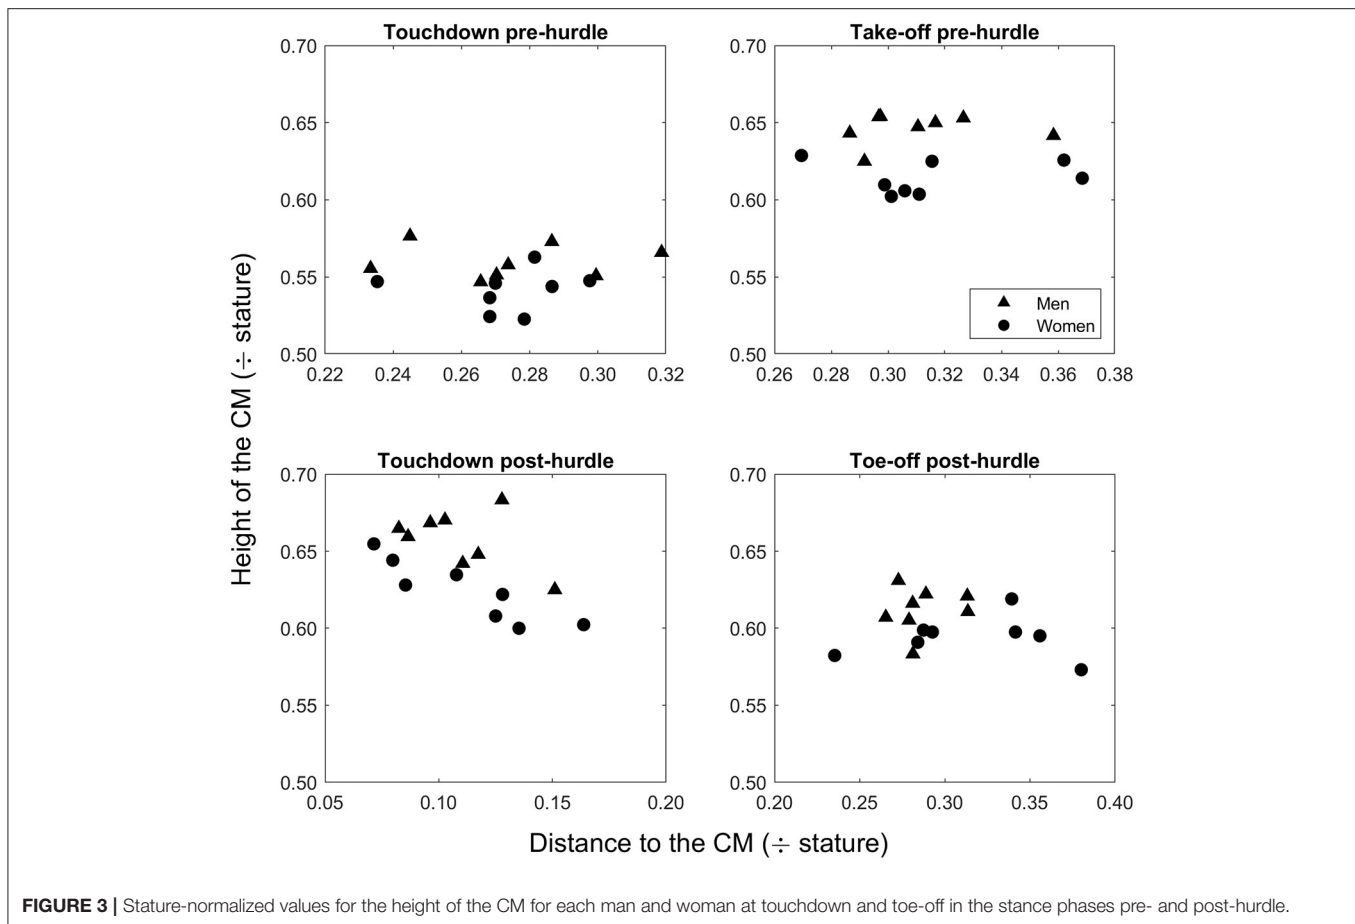 Touchdown pre-hurdle
0.70
0.65
0.60
0.55
0.50
0.22 0.24 0.26 0.28 0.30 0.32
Take-off pre-hurdle
0.70
0.65
0.60
0.55
0.50
Men
Women
0.26 0.28 0.30 0.32 0.34 0.36 0.38
Height of the CM (÷ stature)
Touchdown post-hurdle
0.70
0.65
0.60
0.55
0.50
0.05 0.10 0.15 0.20
Toe-off post-hurdle
0.70
0.65
0.60
0.55
0.50
0.20 0.25 0.30 0.35 0.40
Distance to the CM (÷ stature)
FIGURE 3 | Stature-normalized values for the height of the CM for each man and woman at touchdown and toe-off in the stance phases pre- and post-hurdle.